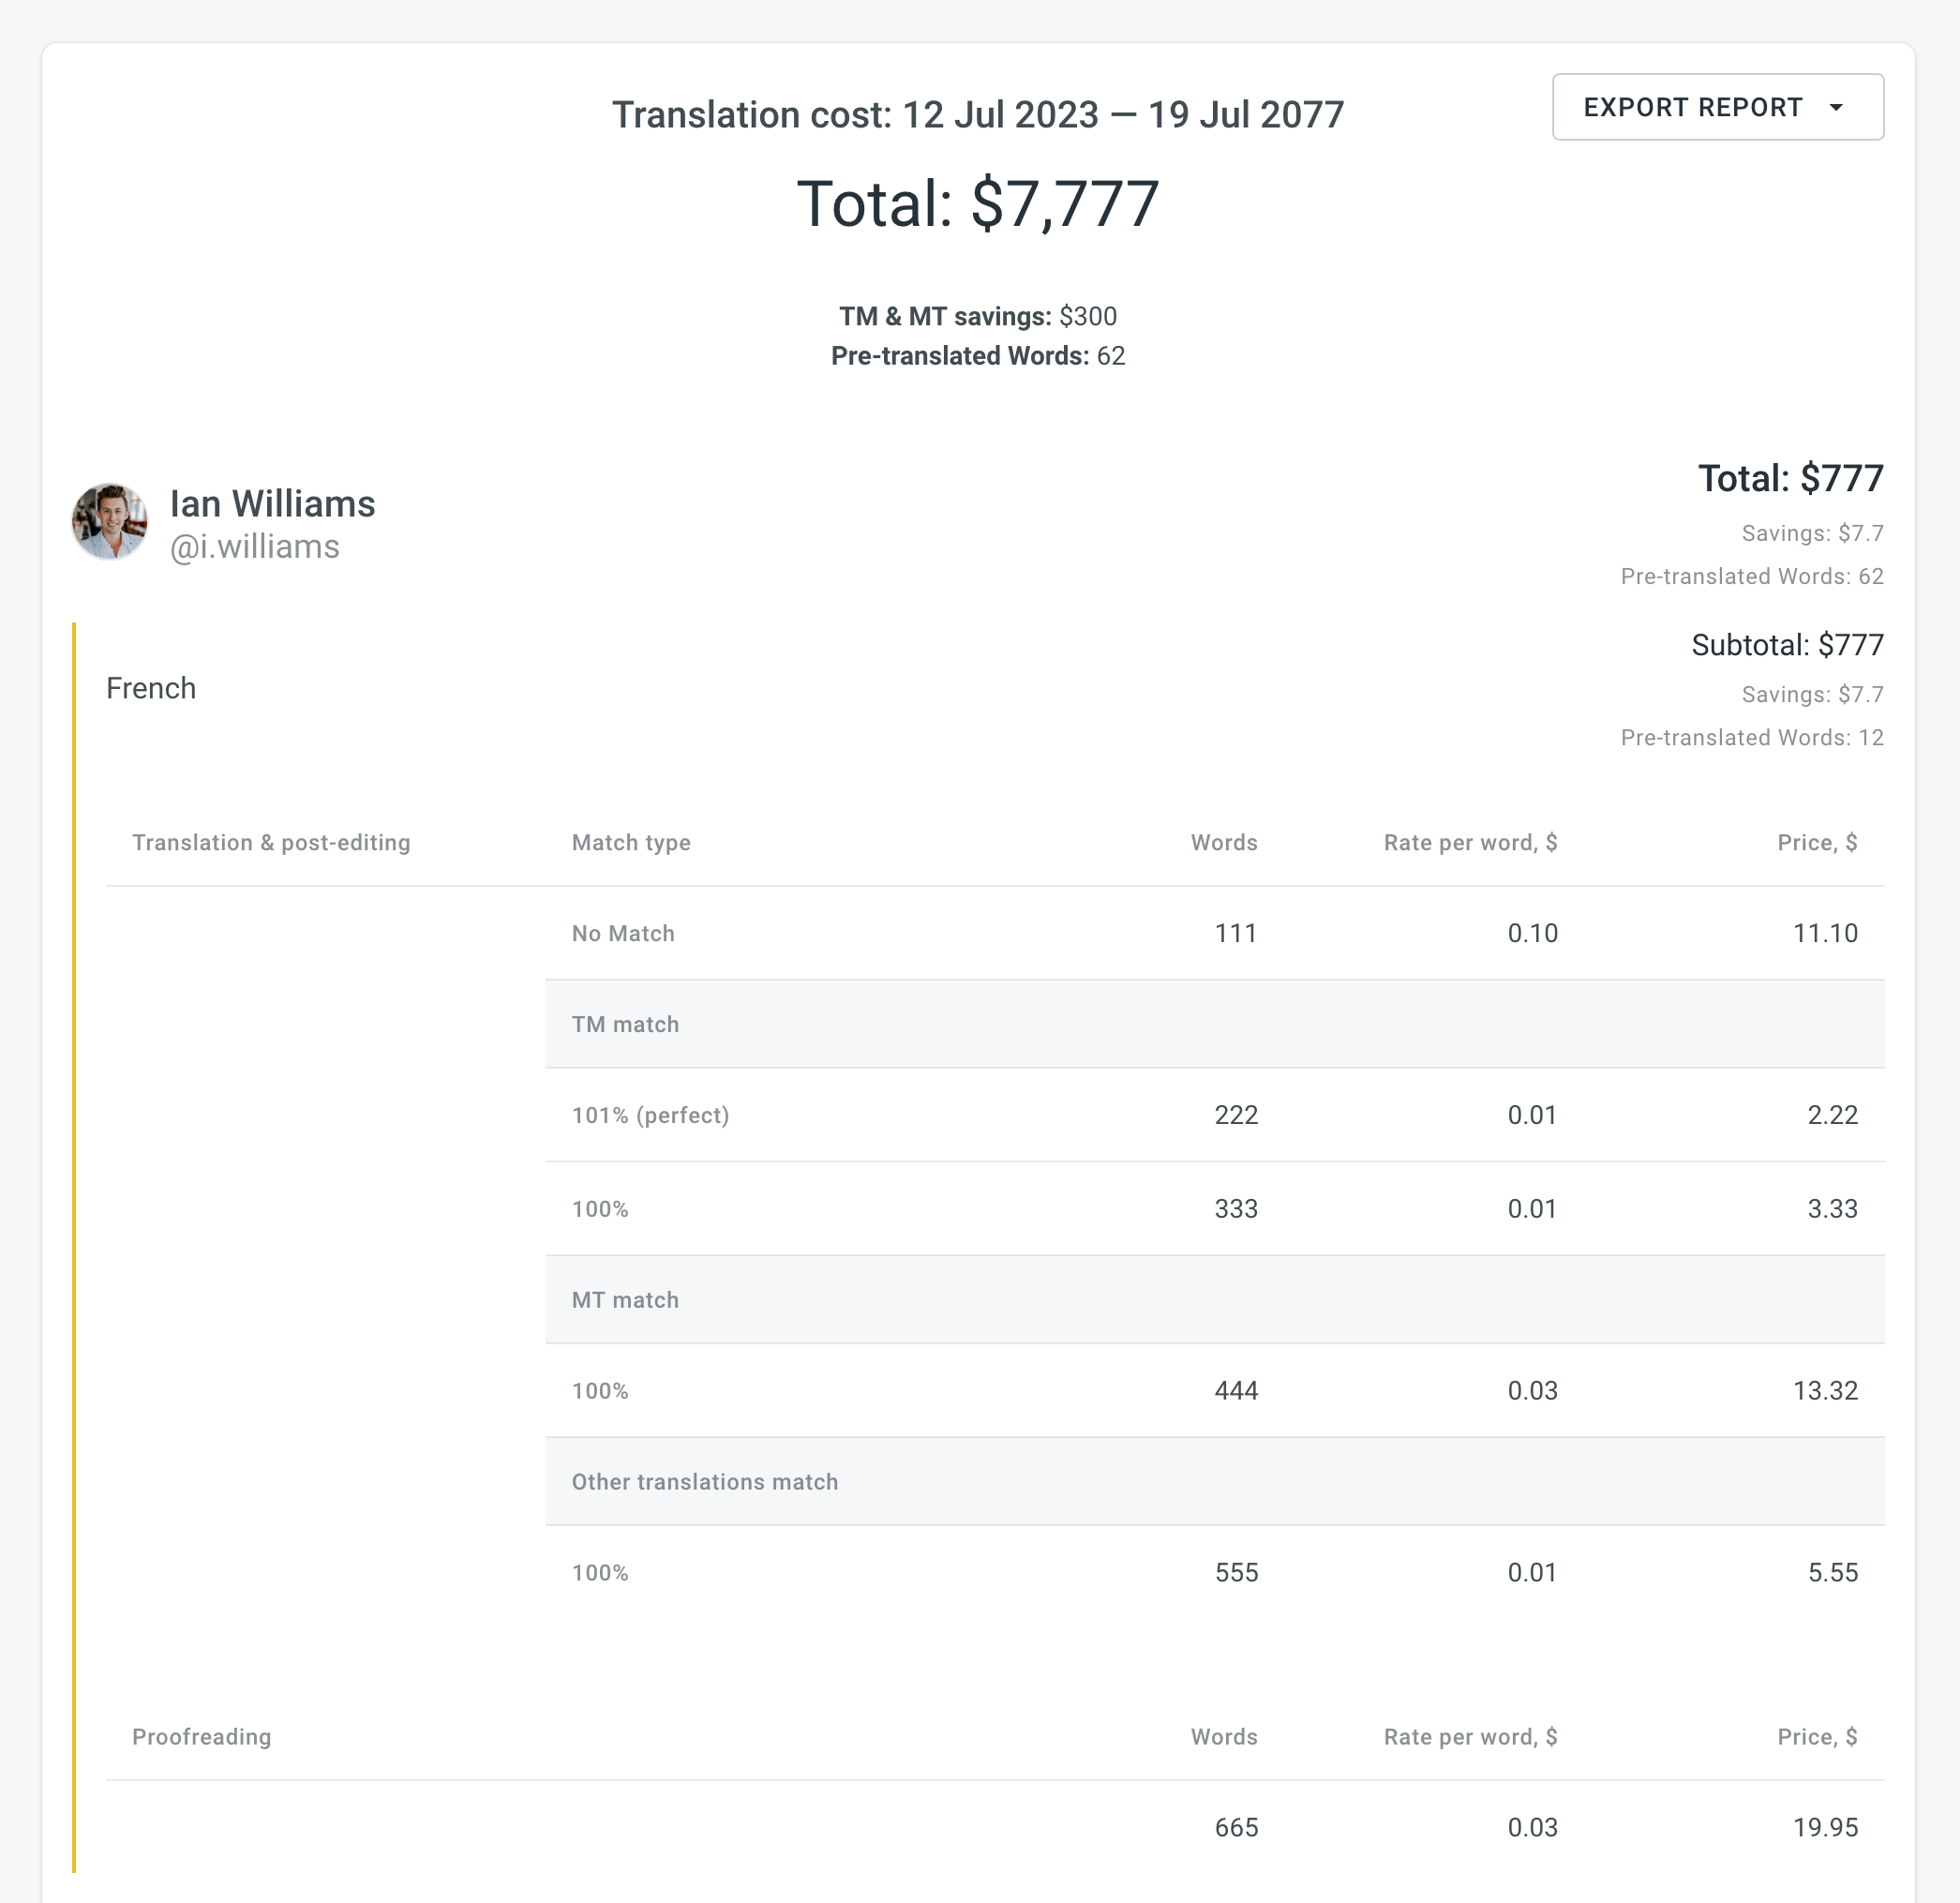 Translation cost: 12 Jul 2023 — 19 Jul 2077
EXPORT REPORT
Total: $7,777
TM & MT savings: $300
Pre-translated Words: 62
Ian Williams
@i.williams
Total: $777
Savings: $7.7
Pre-translated Words: 62
French
Subtotal: $777
Savings: $7.7
Pre-translated Words: 12
Translation & post-editing Match type Words Rate per word, $ Price, $
No Match 111 0.10 11.10
TM match
101% (perfect) 222 0.01 2.22
100% 333 0.01 3.33
MT match
100% 444 0.03 13.32
Other translations match
100% 555 0.01 5.55
Proofreading Words Rate per word, $ Price, $
665 0.03 19.95